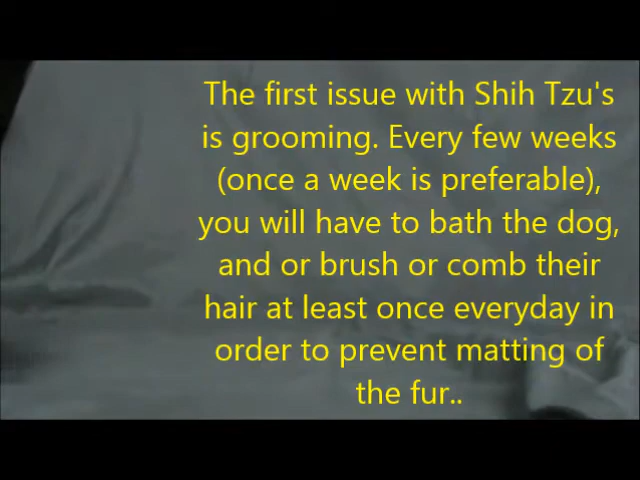 The first issue with Shih Tzu's
is grooming. Every few weeks
(once a week is preferable),
you will have to bath the dog,
and or brush or comb their
hair at least once everyday in
order to prevent matting of
the fur..